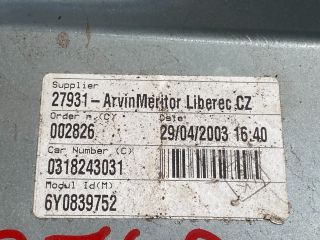 Supplier
27931-ArvinMeritor Liberec CZ
Order n.(C) Date
002826 29/04/2003 16:40
Car Number (C)
0318243031
Modul Id(M)
6Y0839752